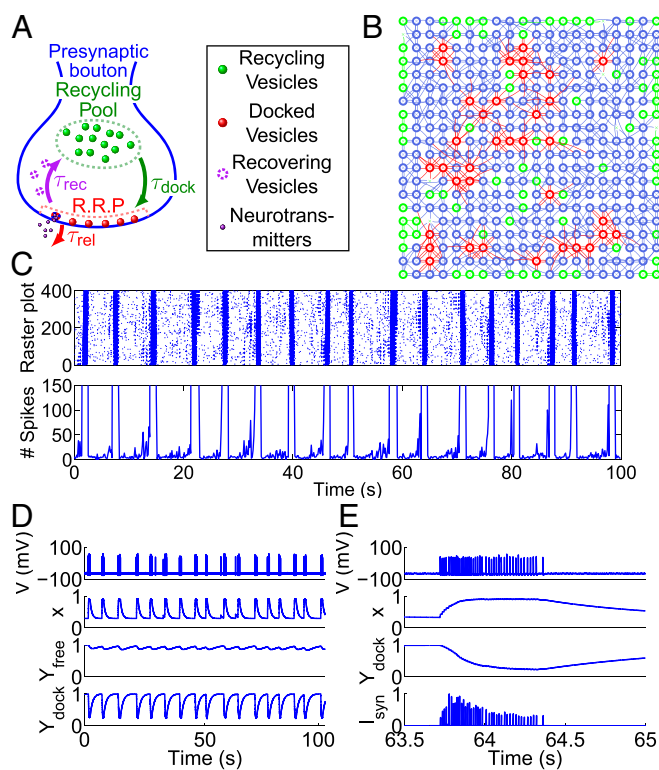 A
Presynaptic
bouton
Recycling
Pool
τrec
τdock
R.R.P
τrel
Recycling
Vesicles
Docked
Vesicles
Recovering
Vesicles
Neurotrans-
mitters
B
C
Raster plot
400
200
0
# Spikes
150
100
50
0
0 20 40 60 80 100
Time (s)
D
V (mV)
100
−100
x
1
0
Yfree
1
0
Ydock
1
0
0 50 100
Time (s)
E
V (mV)
100
−100
x
1
0
Ydock
1
0
Isyn
1
0
63.5 64 64.5 65
Time (s)